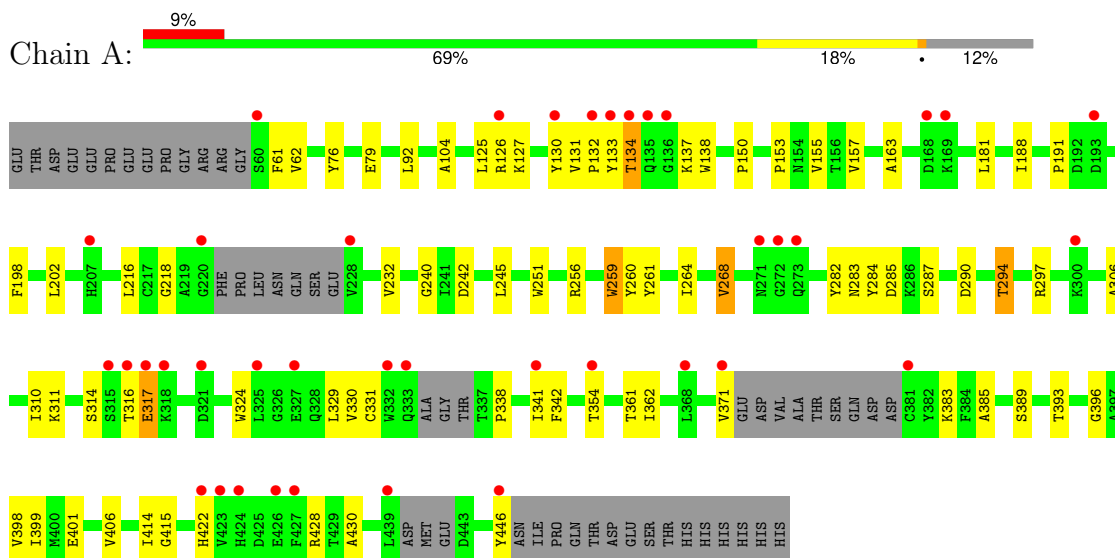 9%
Chain A:
69% 18% • 12%
GLU THR ASP GLU GLU PRO GLU GLU PRO GLY ARG ARG GLY S60 F61 V62 Y76 E79 L92 A104 L125 R126 K127 Y130 V131 P132 Y133 T134 Q135 G136 K137 W138 P150 P153 N154 V155 T156 V157 A163 D168 K169 L181 I188 P191 D192 D193
F198 L202 H207 L216 C217 G218 A219 G220 PHE PRO LEU ASN GLN SER GLU V228 V232 G240 I241 D242 L245 W251 R256 W259 Y260 Y261 I264 V268 N271 G272 Q273 Y282 N283 Y284 D285 K286 S287 D290 T294 R297 K300 A306
I310 K311 S314 S315 T316 E317 K318 D321 W324 L325 G326 E327 Q328 L329 V330 C331 W332 Q333 ALA GLY THR T337 P338 I341 F342 T354 T361 I362 L368 V371 GLU ASP VAL ALA THR SER GLN ASP ASP C381 Y382 K383 F384 A385 S389 T393 G396 A397
V398 I399 M400 E401 V406 I414 G415 H422 V423 H424 D425 E426 F427 R428 T429 A430 L439 ASP MET GLU D443 Y446 ASN ILE PRO GLN THR ASP GLU SER THR HIS HIS HIS HIS HIS HIS